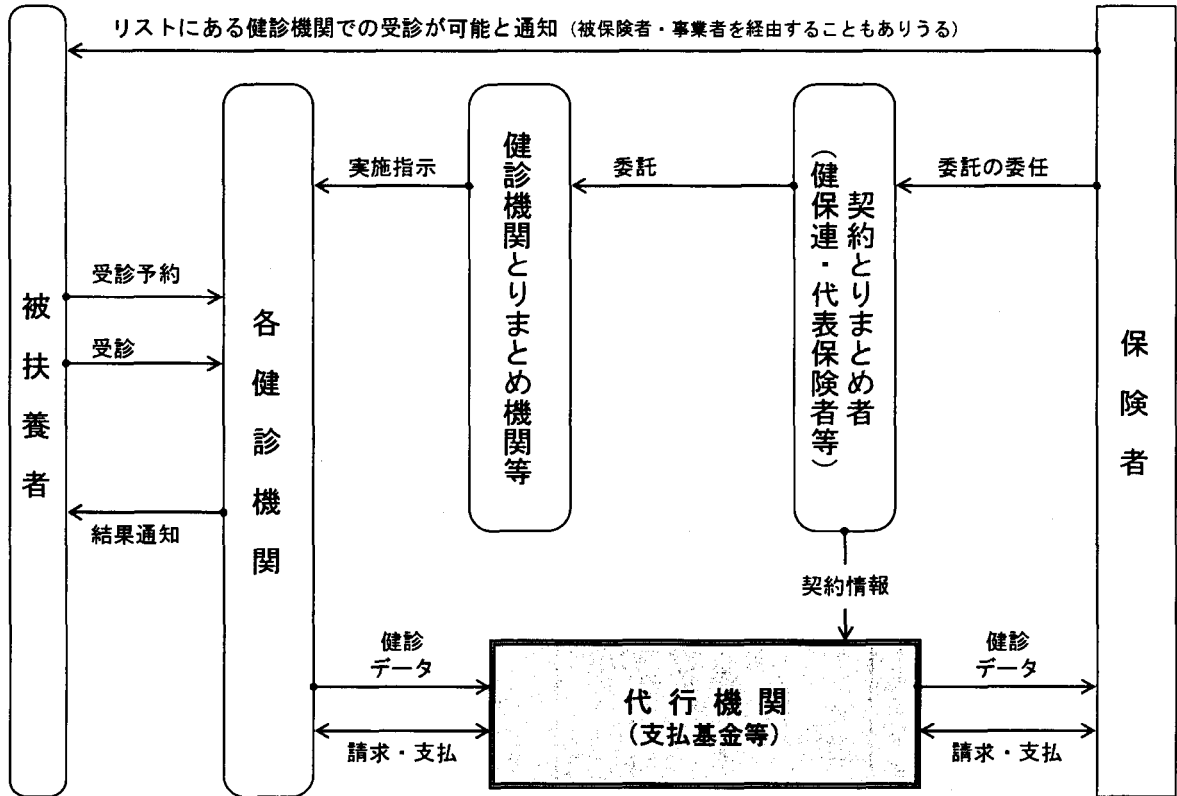 リストにある健診機関での受診が可能と通知（被保険者・事業者を経由することもありうる）
実施指示
委託
委託の委任
健診機関とりまとめ機関等
契約とりまとめ者
（健保連・代表保険者等）
被扶養者
受診予約
受診
結果通知
各健診機関
保険者
契約情報
健診
データ
請求・支払
代行機関
（支払基金等）
健診
データ
請求・支払